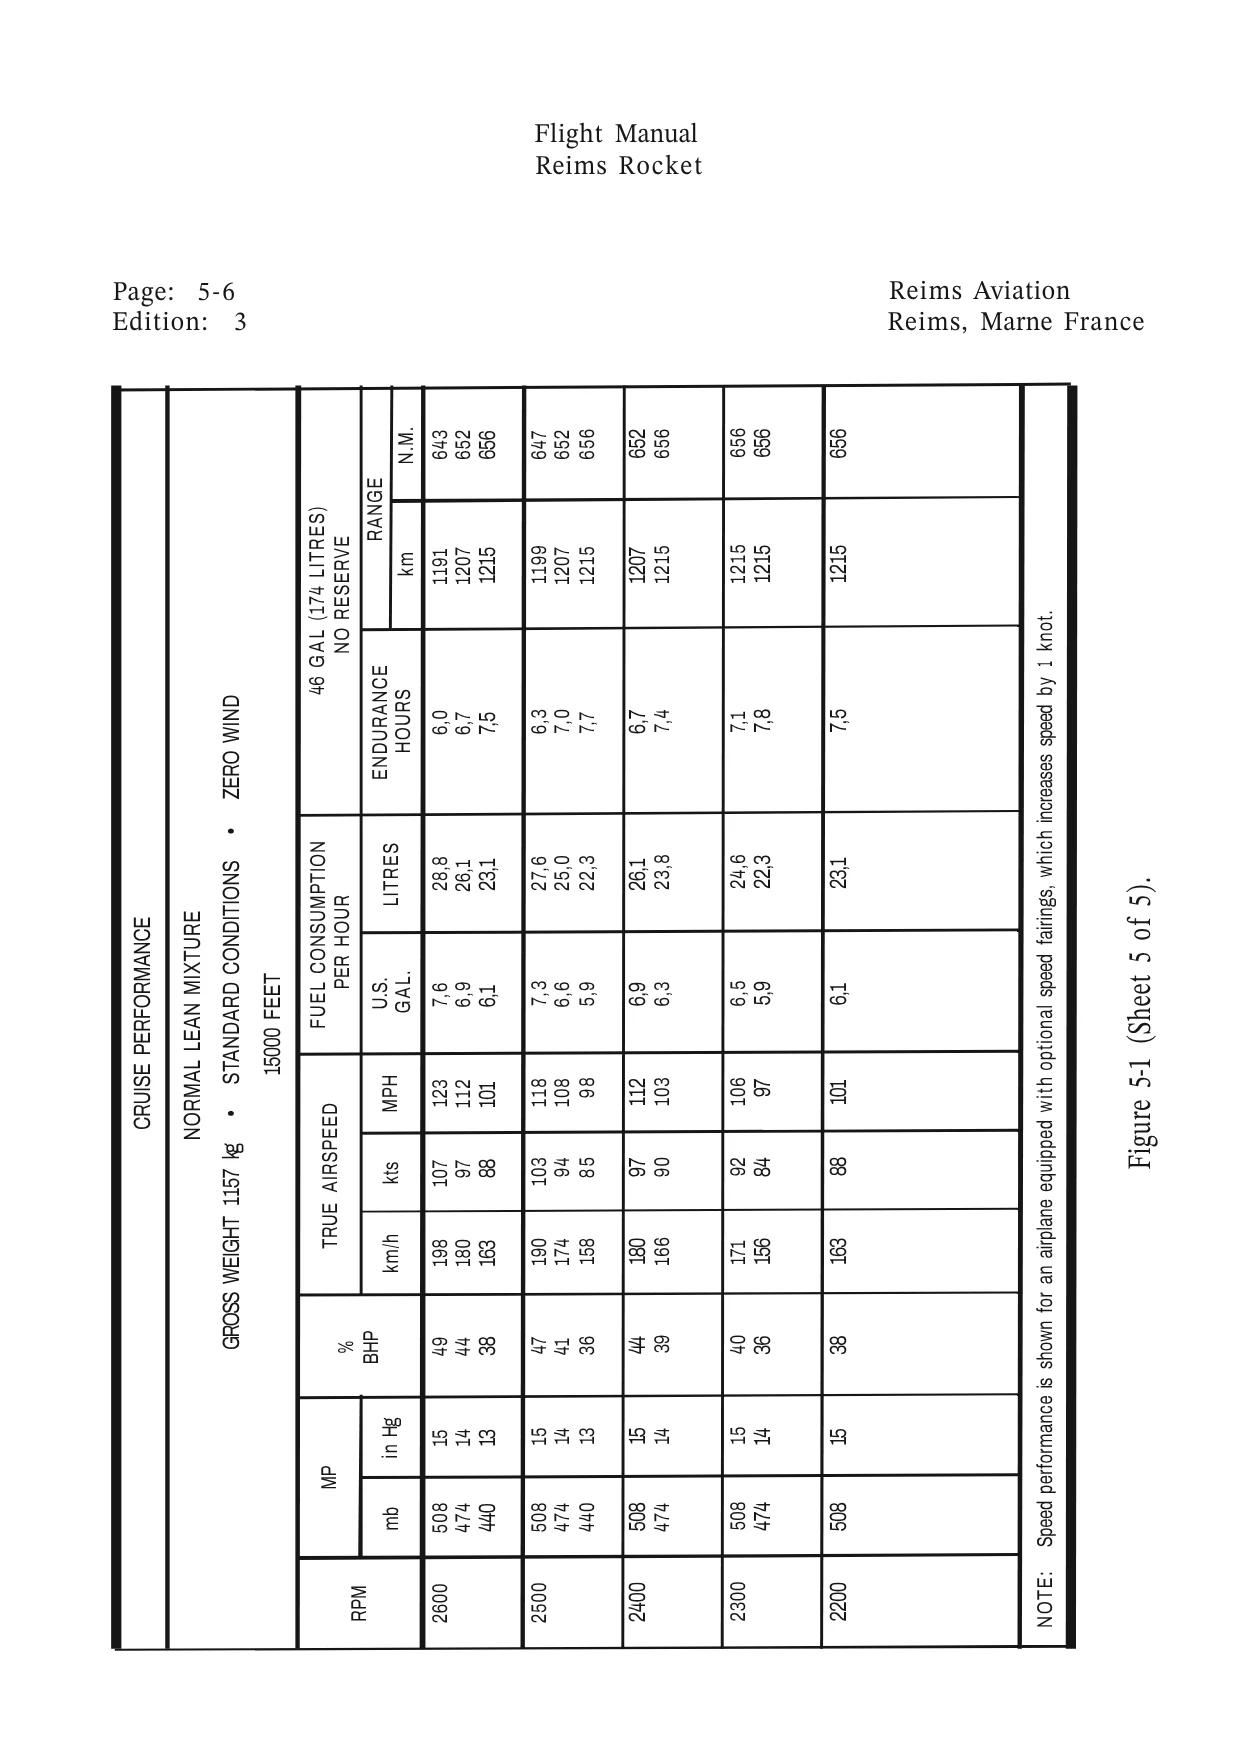 Flight Manual
Reims Rocket
Page: 5-6
Edition: 3
Reims Aviation
Reims, Marne France
CRUISE PERFORMANCE
NORMAL LEAN MIXTURE
GROSS WEIGHT 1157 kg • STANDARD CONDITIONS • ZERO WIND
15000 FEET
RPM MP % BHP TRUE AIRSPEED FUEL CONSUMPTION PER HOUR 46 GAL (174 LITRES) NO RESERVE
mb in Hg km/h kts MPH U.S. GAL. LITRES ENDURANCE HOURS RANGE
km N.M.
2600 508 15 49 198 107 123 7,6 28,8 6,0 1191 643
474 14 44 180 97 112 6,9 26,1 6,7 1207 652
440 13 38 163 88 101 6,1 23,1 7,5 1215 656
2500 508 15 47 190 103 118 7,3 27,6 6,3 1199 647
474 14 41 174 94 108 6,6 25,0 7,0 1207 652
440 13 36 158 85 98 5,9 22,3 7,7 1215 656
2400 508 15 44 180 97 112 6,9 26,1 6,7 1207 652
474 14 39 166 90 103 6,3 23,8 7,4 1215 656
2300 508 15 40 171 92 106 6,5 24,6 7,1 1215 656
474 14 36 156 84 97 5,9 22,3 7,8 1215 656
2200 508 15 38 163 88 101 6,1 23,1 7,5 1215 656
NOTE: Speed performance is shown for an airplane equipped with optional speed fairings, which increases speed by 1 knot.
Figure 5-1 (Sheet 5 of 5).